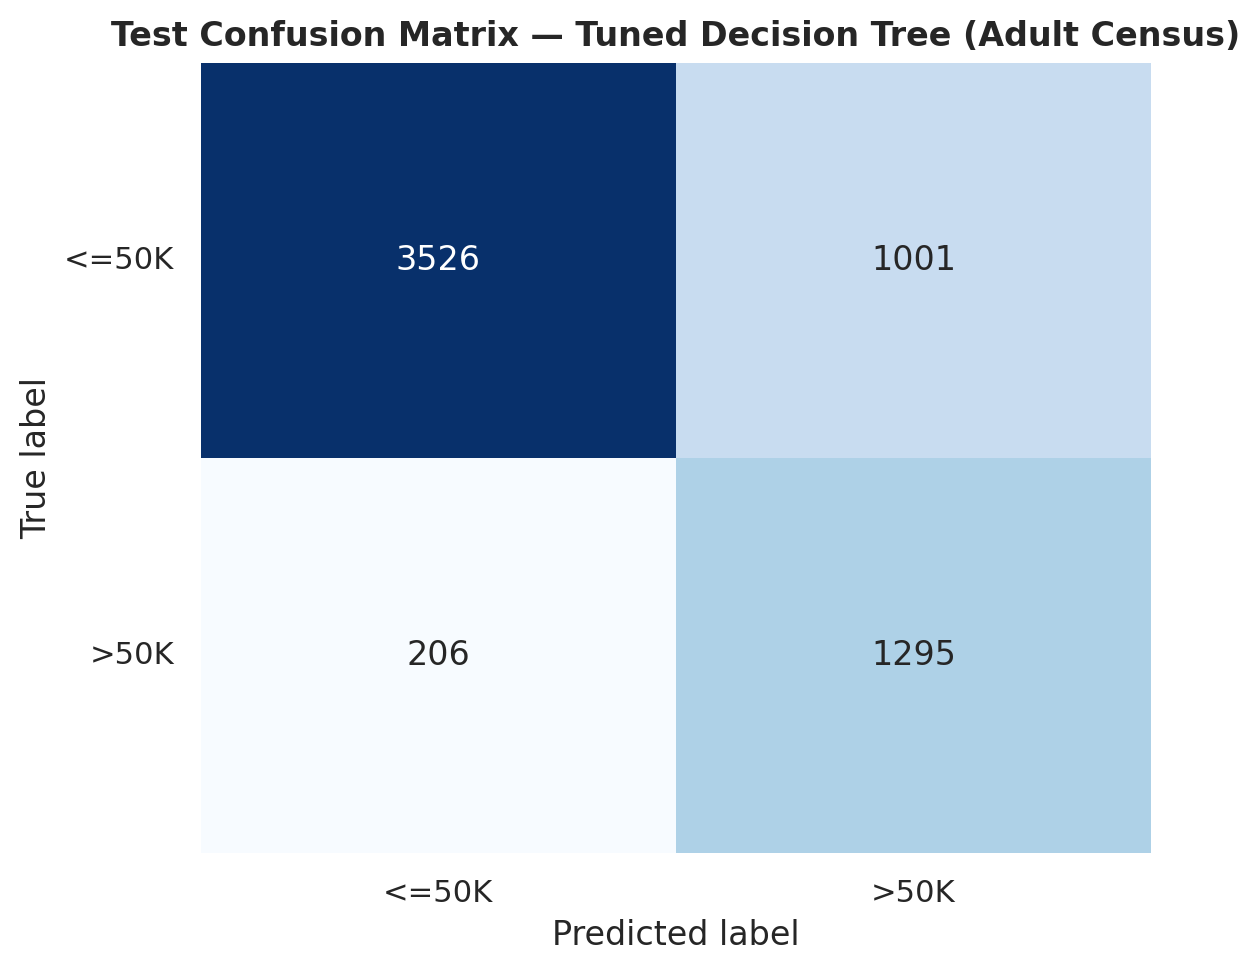 Test Confusion Matrix — Tuned Decision Tree (Adult Census)
True label
<=50K
3526
1001
>50K
206
1295
<=50K
>50K
Predicted label